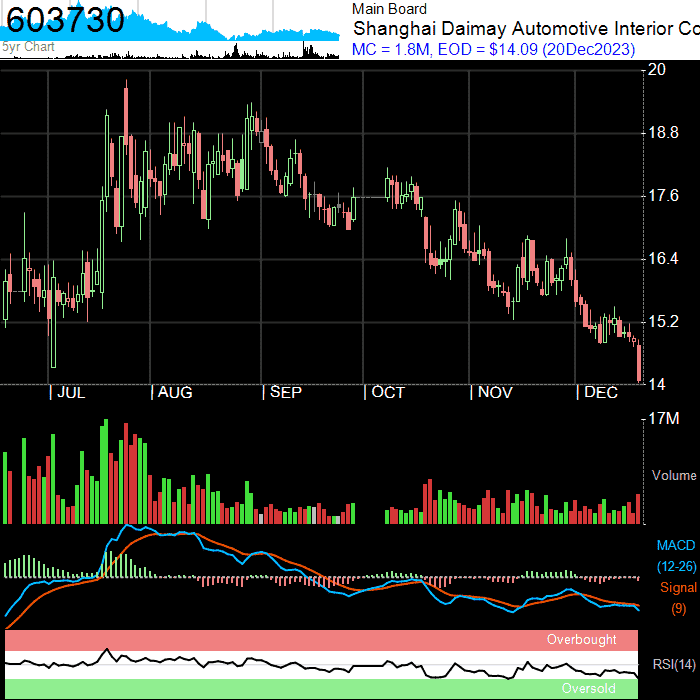 603730
5yr Chart
Main Board
Shanghai Daimay Automotive Interior Co
MC = 1.8M, EOD = $14.09 (20Dec2023)
20
18.8
17.6
16.4
15.2
14
JUL AUG SEP OCT NOV DEC
17M
Volume
MACD
(12-26)
Signal
(9)
Overbought
RSI(14)
Oversold